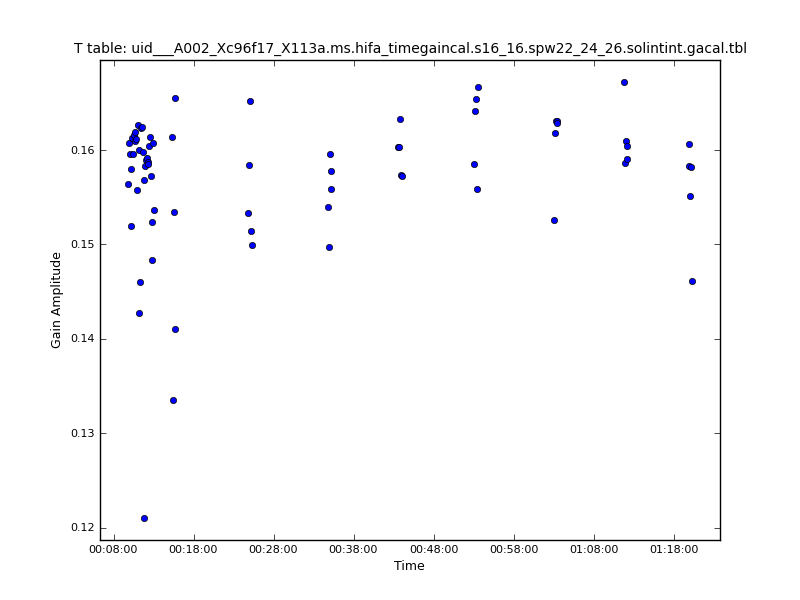 T table: uid___A002_Xc96f17_X113a.ms.hifa_timegaincal.s16_16.spw22_24_26.solintint.gacal.tbl
Gain Amplitude
0.16
0.15
0.14
0.13
0.12
00:08:00 00:18:00 00:28:00 00:38:00 00:48:00 00:58:00 01:08:00 01:18:00
Time